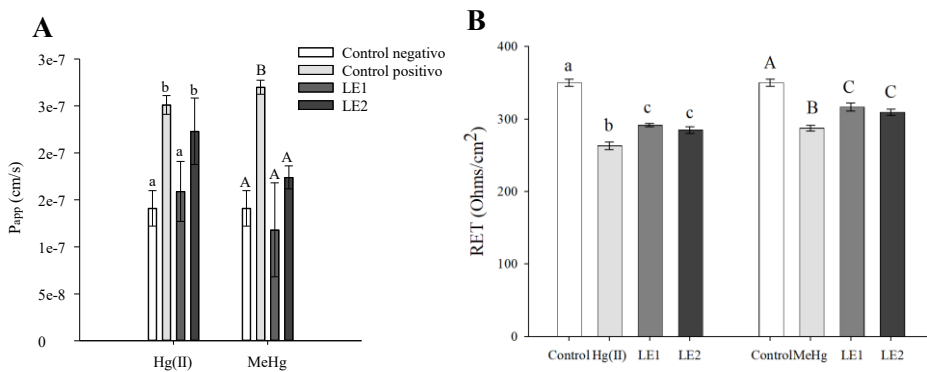 A
Control negativo
Control positivo
LE1
LE2
Papp (cm/s)
3e-7
3e-7
2e-7
2e-7
1e-7
5e-8
0
a
b
a
b
A
B
A
A
Hg(II)
MeHg
B
RET (Ohms/cm²)
400
300
200
100
0
a
b
c
c
A
B
C
C
Control Hg(II) LE1 LE2
Control MeHg LE1 LE2